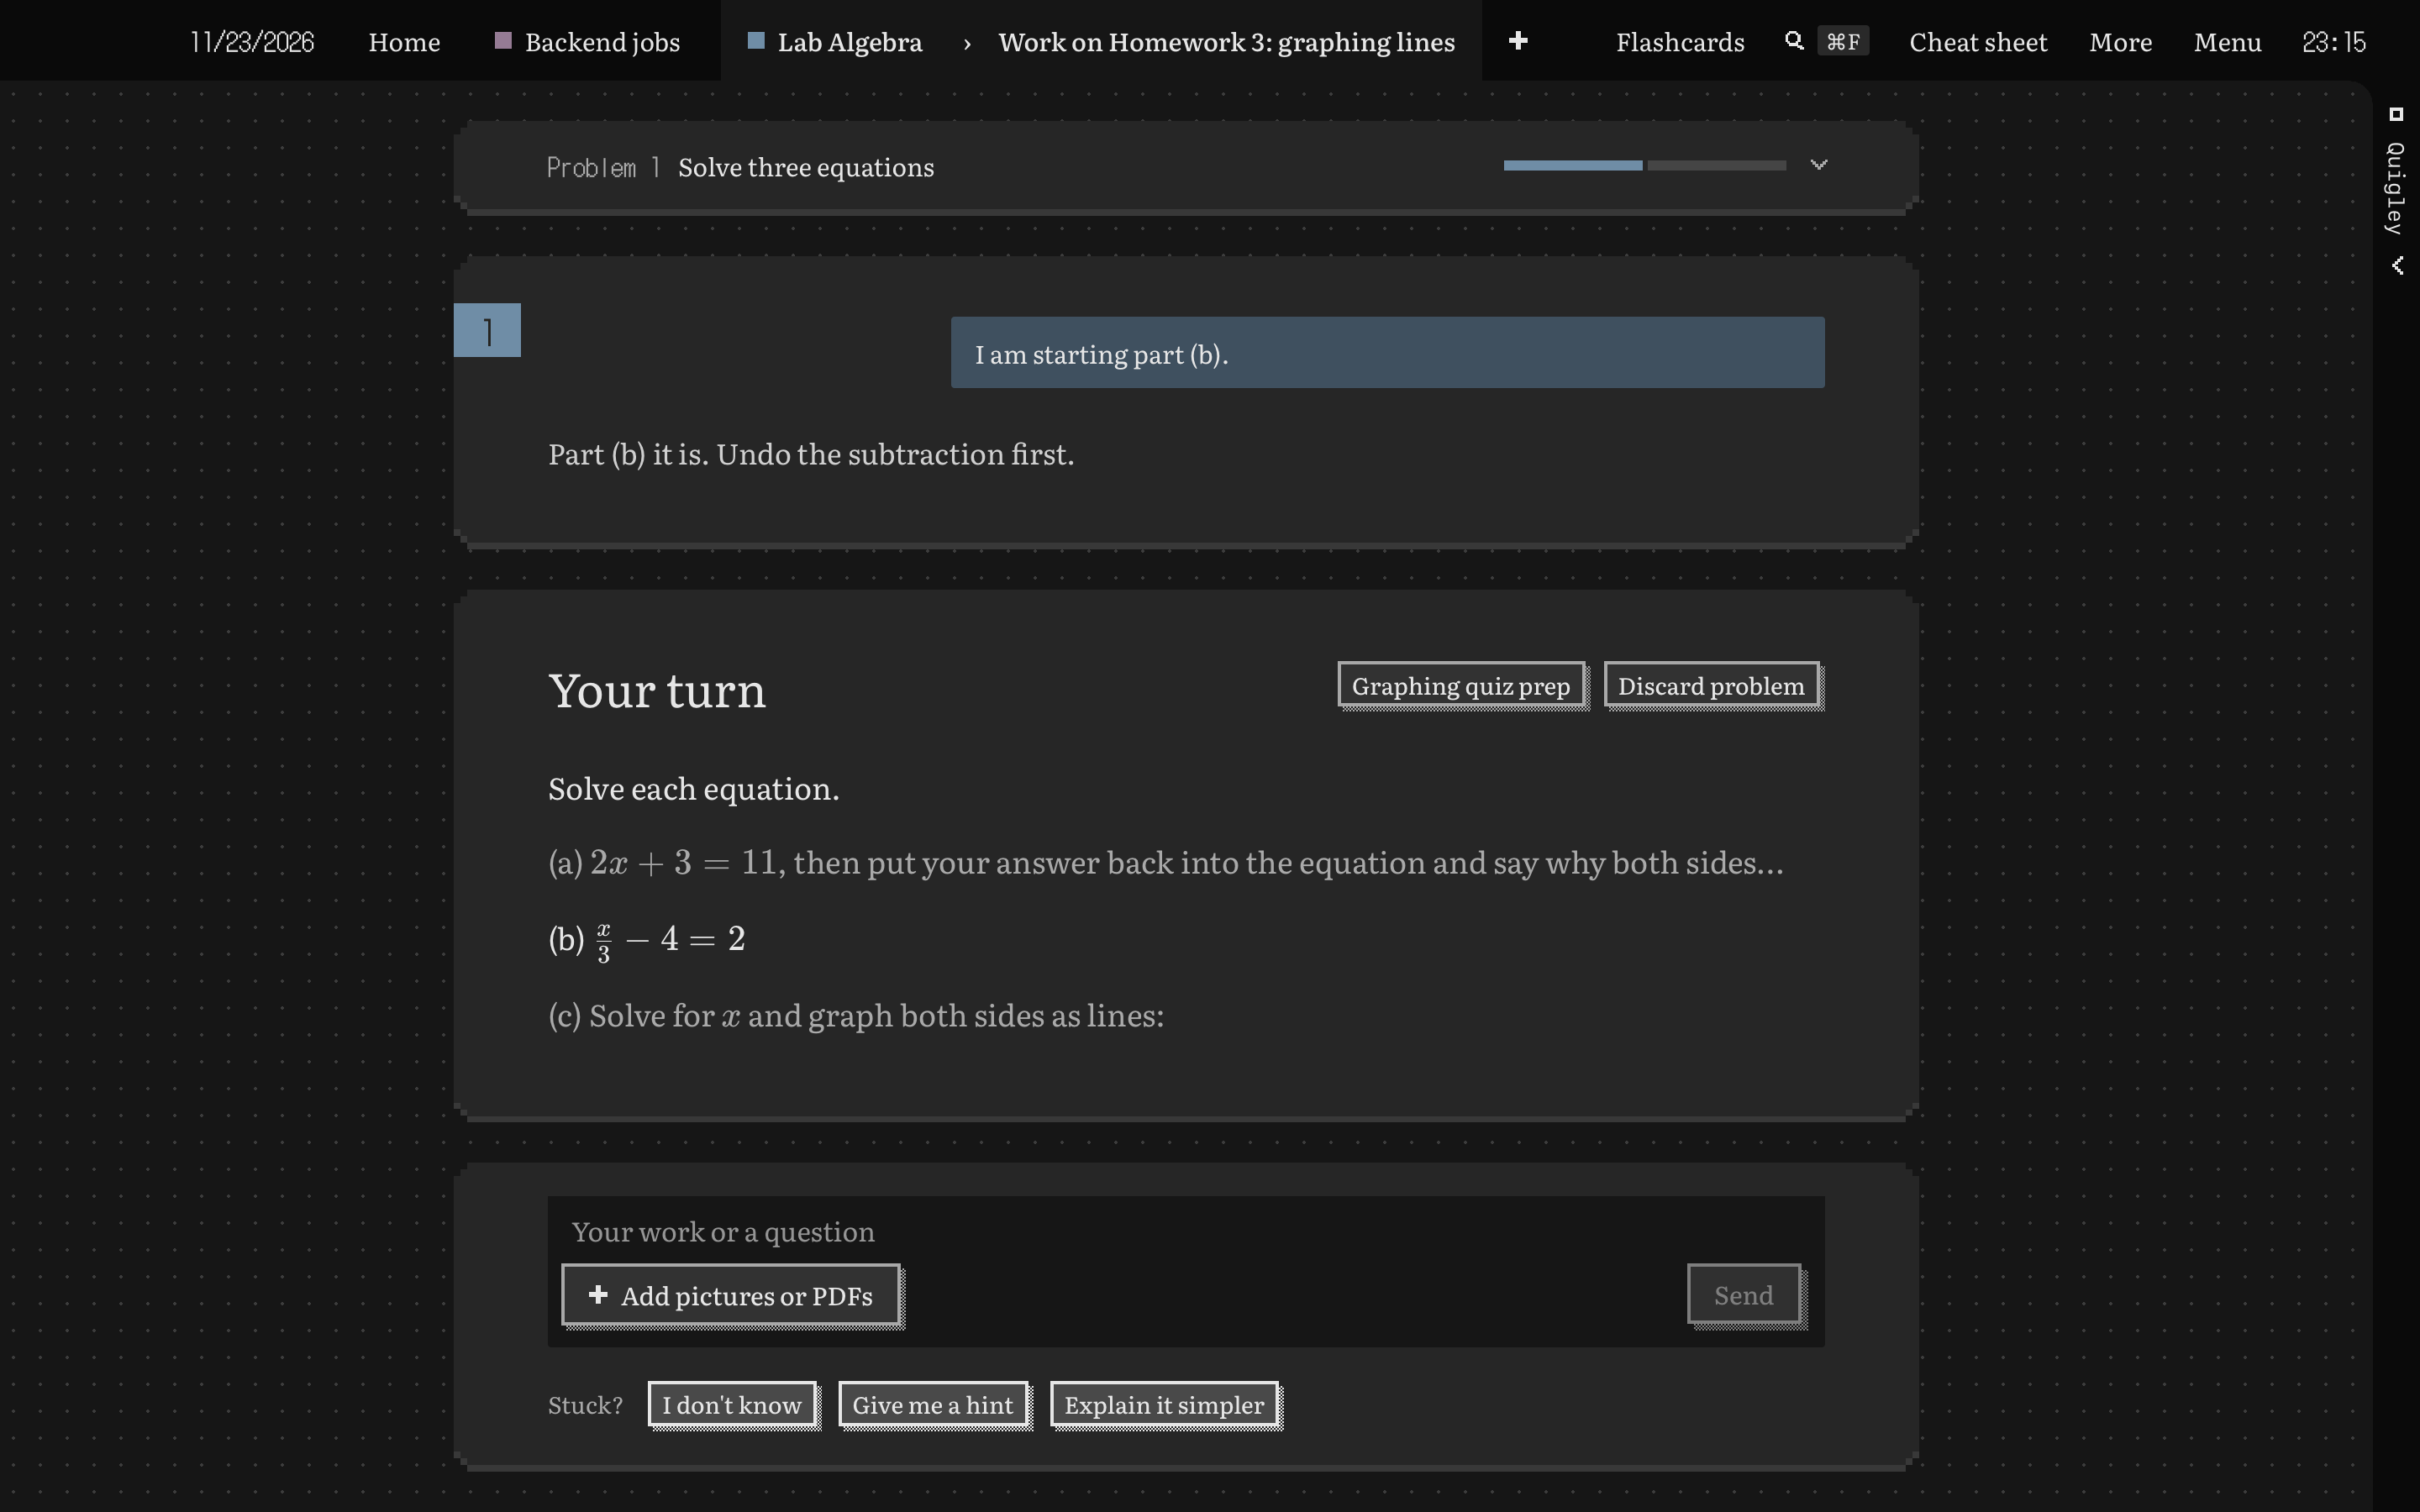 11/23/2026 Home Backend jobs Lab Algebra › Work on Homework 3: graphing lines Flashcards ⌘F Cheat sheet More Menu 23:15
Quigley
Problem 1 Solve three equations
1
I am starting part (b).
Part (b) it is. Undo the subtraction first.
Your turn
Graphing quiz prep
Discard problem
Solve each equation.
(a) 2x + 3 = 11, then put your answer back into the equation and say why both sides...
(b) x/3 − 4 = 2
(c) Solve for x and graph both sides as lines:
Your work or a question
Add pictures or PDFs
Send
Stuck? I don't know Give me a hint Explain it simpler